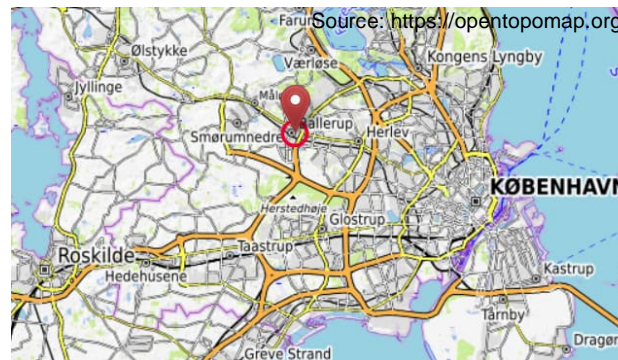 Source: https://opentopomap.org
Farum
Ølstykke
Værløse
Kongens Lyngby
Jyllinge
Målø
Ballerup
Smørumnedre
Herlev
KØBENHAVN
Herstedhøje
Glostrup
Roskilde
Taastrup
Hedehusene
Kastrup
Tårnby
Greve Strand
Dragør